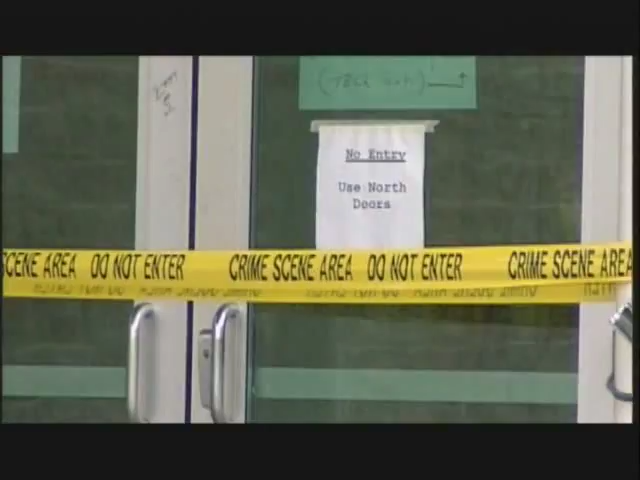 No Entry
Use North
Doors
SCENE AREA DO NOT ENTER CRIME SCENE AREA DO NOT ENTER CRIME SCENE AREA